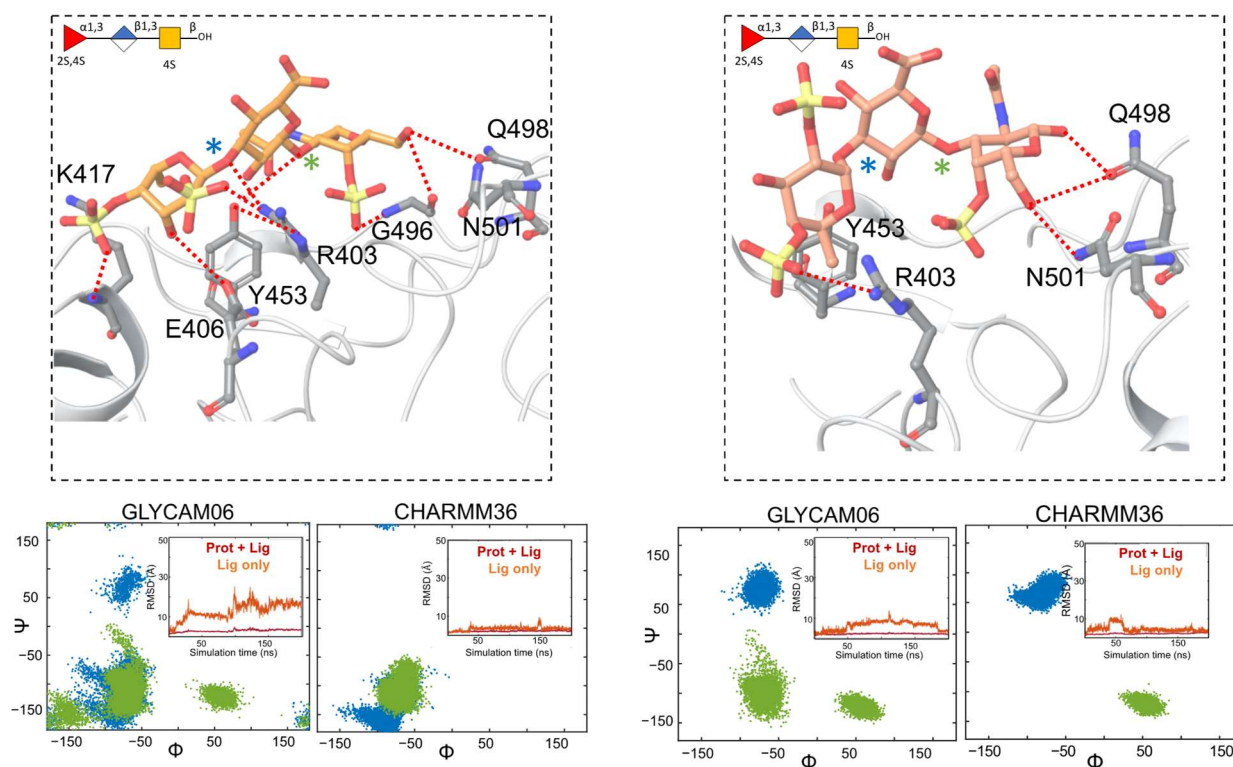 α1,3 β1,3 β
OH
2S,4S 4S
*
*
K417
Q498
G496
N501
R403
Y453
E406
α1,3 β1,3 β
OH
2S,4S 4S
*
*
Q498
Y453
R403
N501
GLYCAM06
Ψ
150
50
−50
−150
−150 −50 50 150
Φ
Prot + Lig
Lig only
RMSD (Å)
50
30
10
50 150
Simulation time (ns)
CHARMM36
−150 −50 50 150
Prot + Lig
Lig only
RMSD (Å)
50
30
10
50 150
Simulation time (ns)
GLYCAM06
Ψ
150
50
−50
−150
−150 −50 50 150
Φ
Prot + Lig
Lig only
RMSD (Å)
50
30
10
50 150
Simulation time (ns)
CHARMM36
−150 −50 50 150
Φ
Prot + Lig
Lig only
RMSD (Å)
50
30
10
50 150
Simulation time (ns)